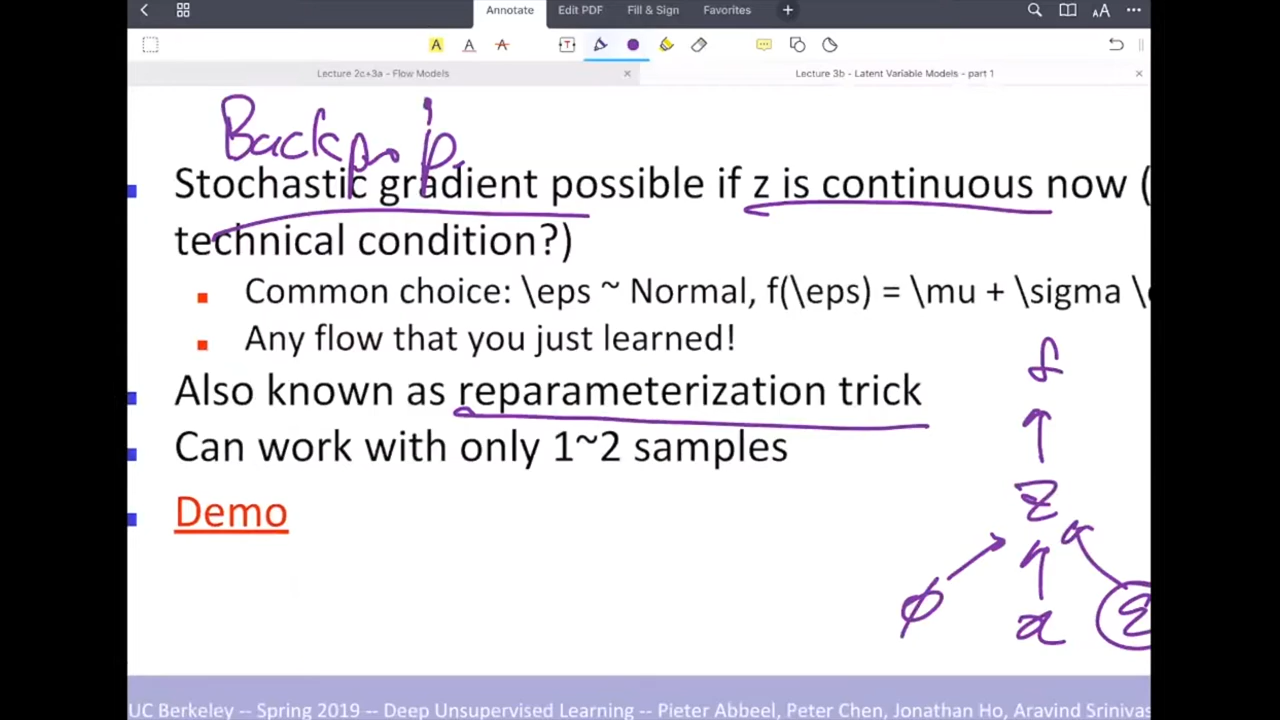 Annotate Edit PDF Fill & Sign Favorites
Lecture 2c+3a - Flow Models
Lecture 3b - Latent Variable Models - part 1
Backprop
Stochastic gradient possible if z is continuous now (
technical condition?)
Common choice: \eps ~ Normal, f(\eps) = \mu + \sigma \
Any flow that you just learned!
Also known as reparameterization trick
Can work with only 1~2 samples
Demo
f
z
φ x ε
UC Berkeley -- Spring 2019 -- Deep Unsupervised Learning -- Pieter Abbeel, Peter Chen, Jonathan Ho, Aravind Srinivas